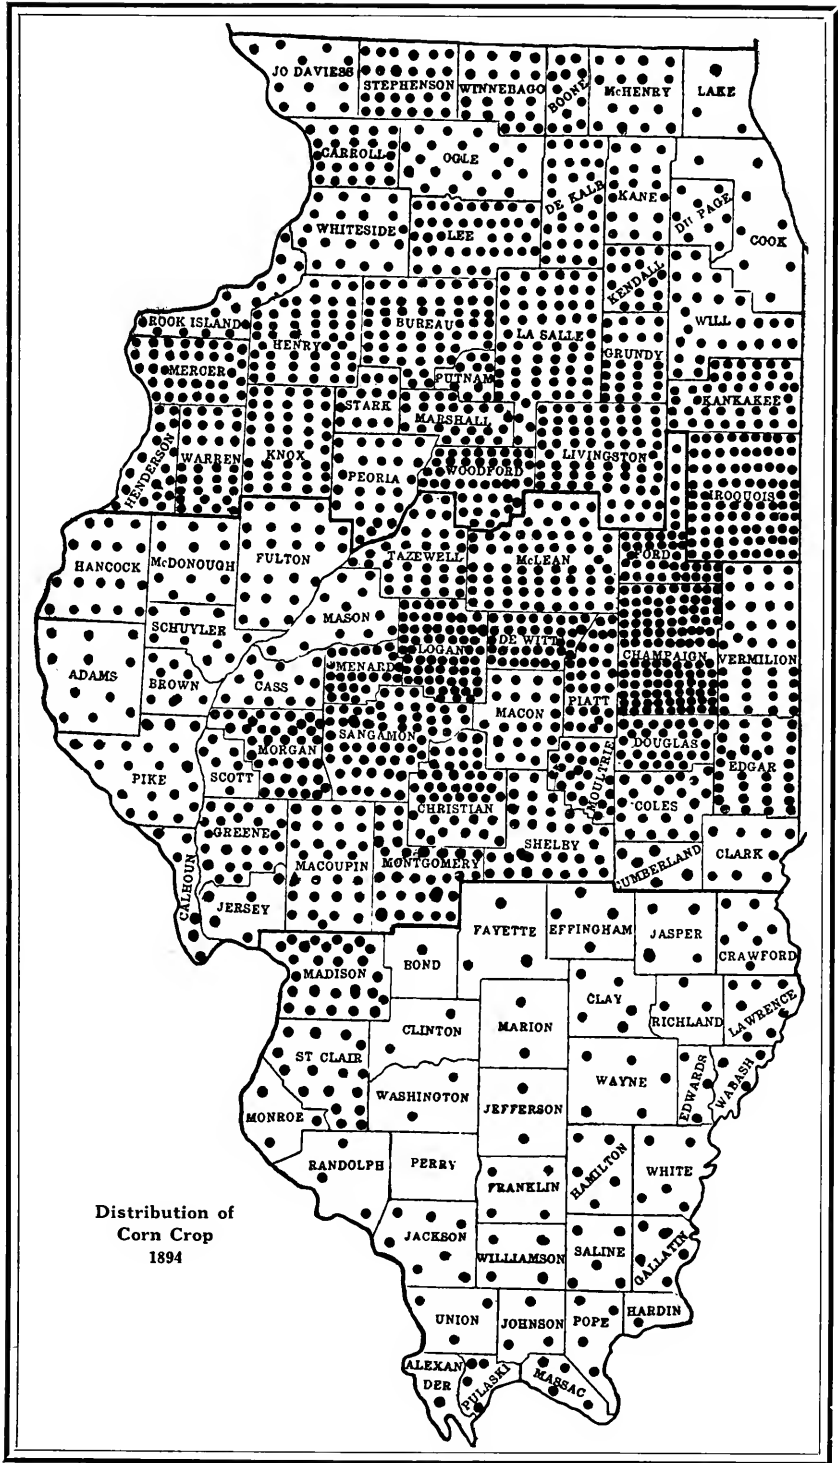 JO DAVIESS
STEPHENSON
WINNEBAGO
BOONE
McHENRY
LAKE
CARROLL
OGLE
DE KALB
KANE
DU PAGE
COOK
WHITESIDE
LEE
KENDALL
ROCK ISLAND
HENRY
BUREAU
LA SALLE
GRUNDY
WILL
MERCER
PUTNAM
STARK
MARSHALL
KANKAKEE
HENDERSON
WARREN
KNOX
PEORIA
WOODFORD
LIVINGSTON
IROQUOIS
HANCOCK
McDONOUGH
FULTON
TAZEWELL
McLEAN
FORD
SCHUYLER
MASON
LOGAN
DE WITT
CHAMPAIGN
VERMILION
ADAMS
BROWN
CASS
MENARD
MACON
PIATT
PIKE
SCOTT
MORGAN
SANGAMON
MOULTRIE
DOUGLAS
EDGAR
COLES
CHRISTIAN
CALHOUN
GREENE
MACOUPIN
MONTGOMERY
SHELBY
CUMBERLAND
CLARK
JERSEY
FAYETTE
EFFINGHAM
JASPER
CRAWFORD
MADISON
BOND
CLAY
RICHLAND
LAWRENCE
CLINTON
MARION
ST CLAIR
WASHINGTON
WAYNE
EDWARDS
WABASH
MONROE
JEFFERSON
RANDOLPH
PERRY
FRANKLIN
HAMILTON
WHITE
Distribution of
Corn Crop
1894
JACKSON
WILLIAMSON
SALINE
GALLATIN
UNION
JOHNSON
POPE
HARDIN
ALEXAN
DER
PULASKI
MASSAC